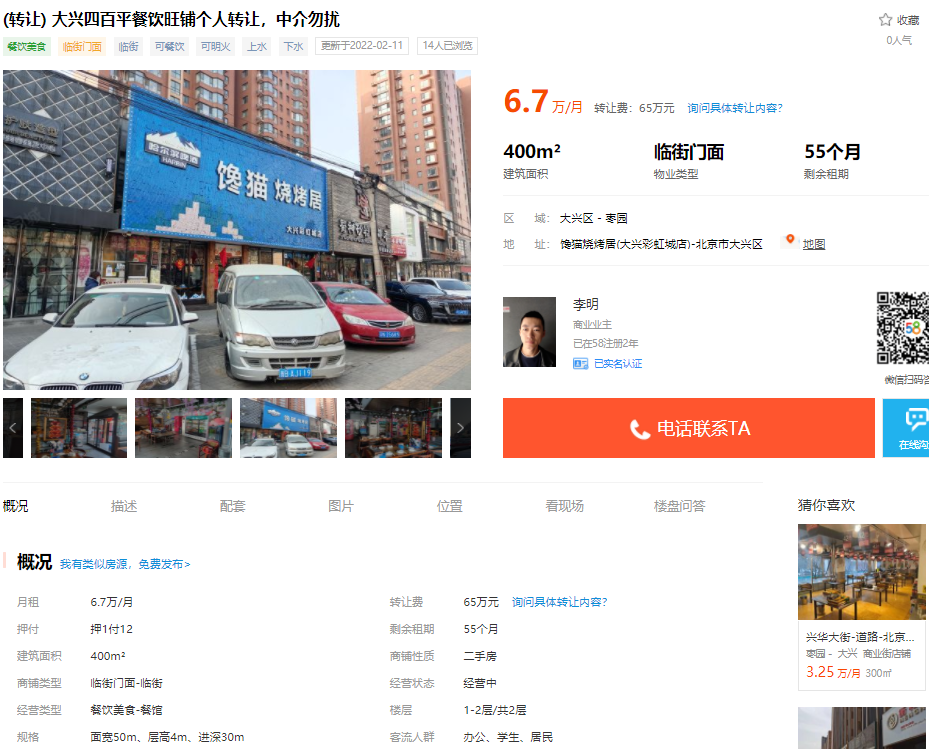 (转让) 大兴四百平餐饮旺铺个人转让，中介勿扰
收藏
餐饮美食 临街门面 临街 可餐饮 可明火 上水 下水 更新于2022-02-11 14人已浏览
0人气
哈尔滨啤酒
HARBIN
馋猫 烧烤居
大兴彩虹城店
6.7 万/月 转让费: 65万元 询问具体转让内容?
400m² 临街门面 55个月
建筑面积 物业类型 剩余租期
区 域: 大兴区 - 枣园
地 址: 馋猫烧烤居(大兴彩虹城店)-北京市大兴区 地图
李明
商业业主
已在58注册2年
已实名认证
58
微信扫码咨
电话联系TA
在线沟
概况 描述 配套 图片 位置 看现场 楼盘问答
猜你喜欢
概况 我有类似房源，免费发布>
月租 6.7万/月 转让费 65万元 询问具体转让内容?
押付 押1付12 剩余租期 55个月
建筑面积 400m² 商铺性质 二手房
商铺类型 临街门面-临街 经营状态 经营中
经营类型 餐饮美食-餐馆 楼层 1-2层/共2层
规格 面宽50m、层高4m、进深30m 客流人群 办公、学生、居民
兴华大街-道路-北京...
枣园 - 大兴 商业街店铺
3.25 万/月 300㎡